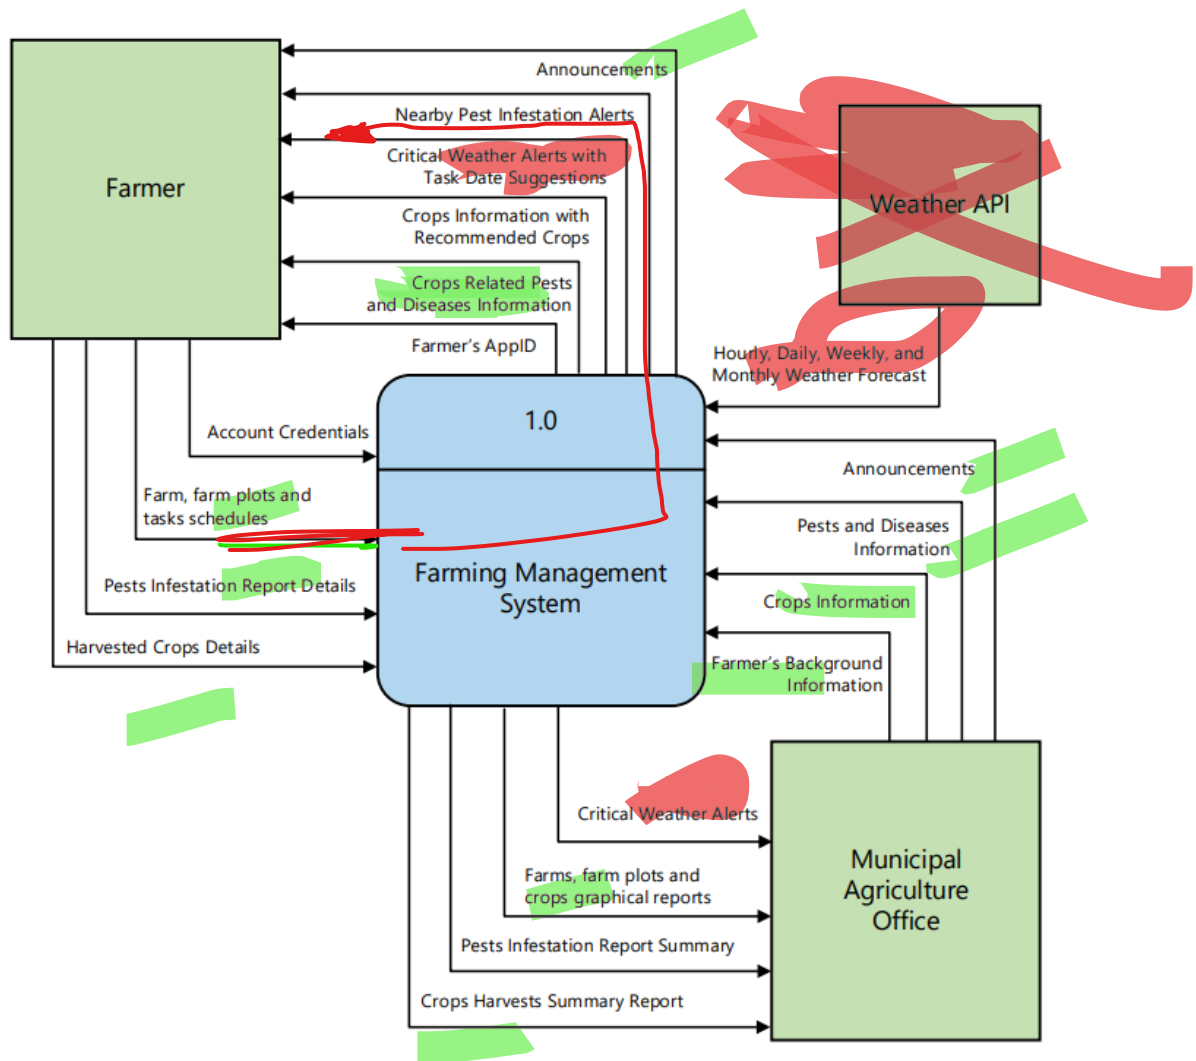 Announcements
Nearby Pest Infestation Alerts
Critical Weather Alerts with
Task Date Suggestions
Farmer
Weather API
Crops Information with
Recommended Crops
Crops Related Pests
and Diseases Information
Farmer's AppID
Hourly, Daily, Weekly, and
Monthly Weather Forecast
1.0
Account Credentials
Announcements
Farm, farm plots and
tasks schedules
Pests and Diseases
Information
Farming Management
System
Pests Infestation Report Details
Crops Information
Harvested Crops Details
Farmer's Background
Information
Critical Weather Alerts
Municipal
Agriculture
Office
Farms, farm plots and
crops graphical reports
Pests Infestation Report Summary
Crops Harvests Summary Report